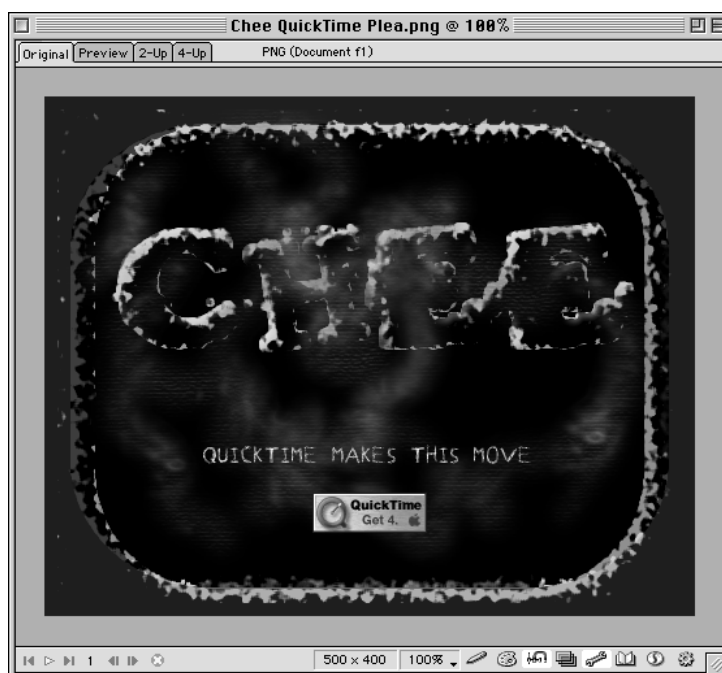 Chee QuickTime Plea.png @ 100%
Original Preview 2-Up 4-Up PNG (Document f1)
CHEE
QUICKTIME MAKES THIS MOVE
QuickTime
Get 4.
1 500 x 400 100%